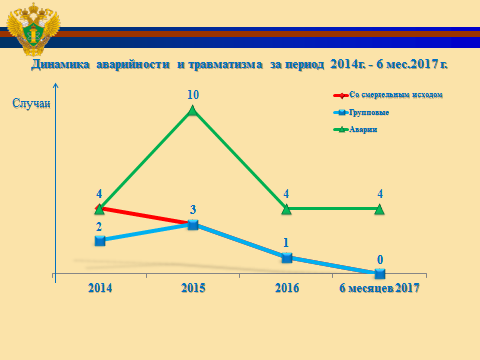 Динамика аварийности и травматизма за период 2014г. - 6 мес.2017 г.
Случаи
Со смертельным исходом
Групповые
Аварии
10
4
4
4
2
3
1
0
2014
2015
2016
6 месяцев 2017